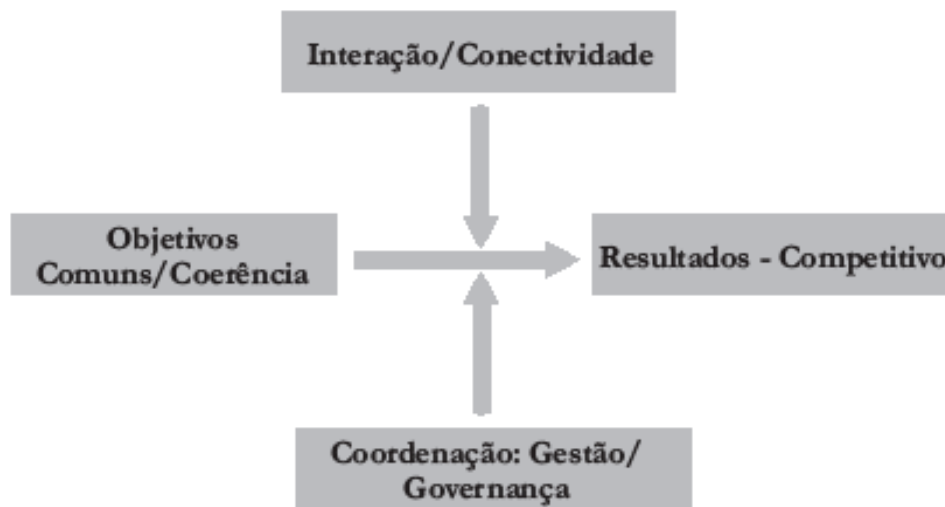 Interação/Conectividade
Objetivos
Comuns/Coerência
Resultados - Competitivo
Coordenação: Gestão/
Governança